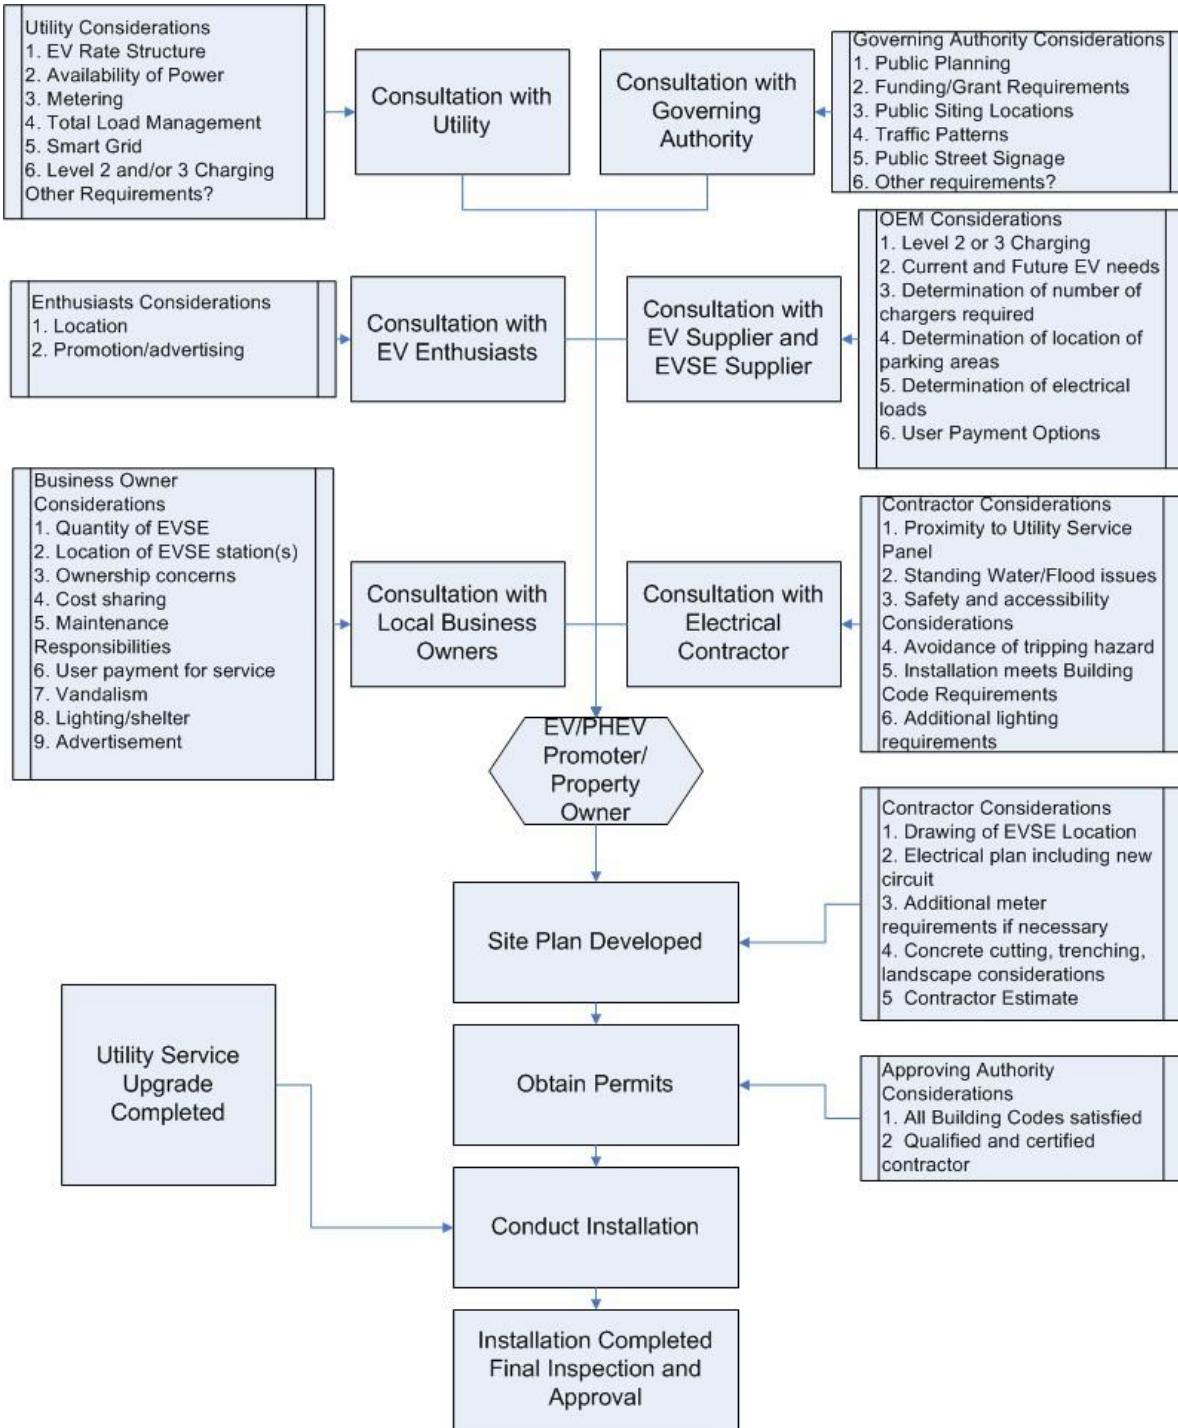 Utility Considerations
1. EV Rate Structure
2. Availability of Power
3. Metering
4. Total Load Management
5. Smart Grid
6. Level 2 and/or 3 Charging
Other Requirements?
Consultation with
Utility
Consultation with
Governing
Authority
Governing Authority Considerations
1. Public Planning
2. Funding/Grant Requirements
3. Public Siting Locations
4. Traffic Patterns
5. Public Street Signage
6. Other requirements?
Enthusiasts Considerations
1. Location
2. Promotion/advertising
Consultation with
EV Enthusiasts
Consultation with
EV Supplier and
EVSE Supplier
OEM Considerations
1. Level 2 or 3 Charging
2. Current and Future EV needs
3. Determination of number of
chargers required
4. Determination of location of
parking areas
5. Determination of electrical
loads
6. User Payment Options
Business Owner
Considerations
1. Quantity of EVSE
2. Location of EVSE station(s)
3. Ownership concerns
4. Cost sharing
5. Maintenance
Responsibilities
6. User payment for service
7. Vandalism
8. Lighting/shelter
9. Advertisement
Consultation with
Local Business
Owners
Consultation with
Electrical
Contractor
Contractor Considerations
1. Proximity to Utility Service
Panel
2. Standing Water/Flood issues
3. Safety and accessibility
Considerations
4. Avoidance of tripping hazard
5. Installation meets Building
Code Requirements
6. Additional lighting
requirements
EV/PHEV
Promoter/
Property
Owner
Contractor Considerations
1. Drawing of EVSE Location
2. Electrical plan including new
circuit
3. Additional meter
requirements if necessary
4. Concrete cutting, trenching,
landscape considerations
5 Contractor Estimate
Site Plan Developed
Utility Service
Upgrade
Completed
Obtain Permits
Approving Authority
Considerations
1. All Building Codes satisfied
2 Qualified and certified
contractor
Conduct Installation
Installation Completed
Final Inspection and
Approval